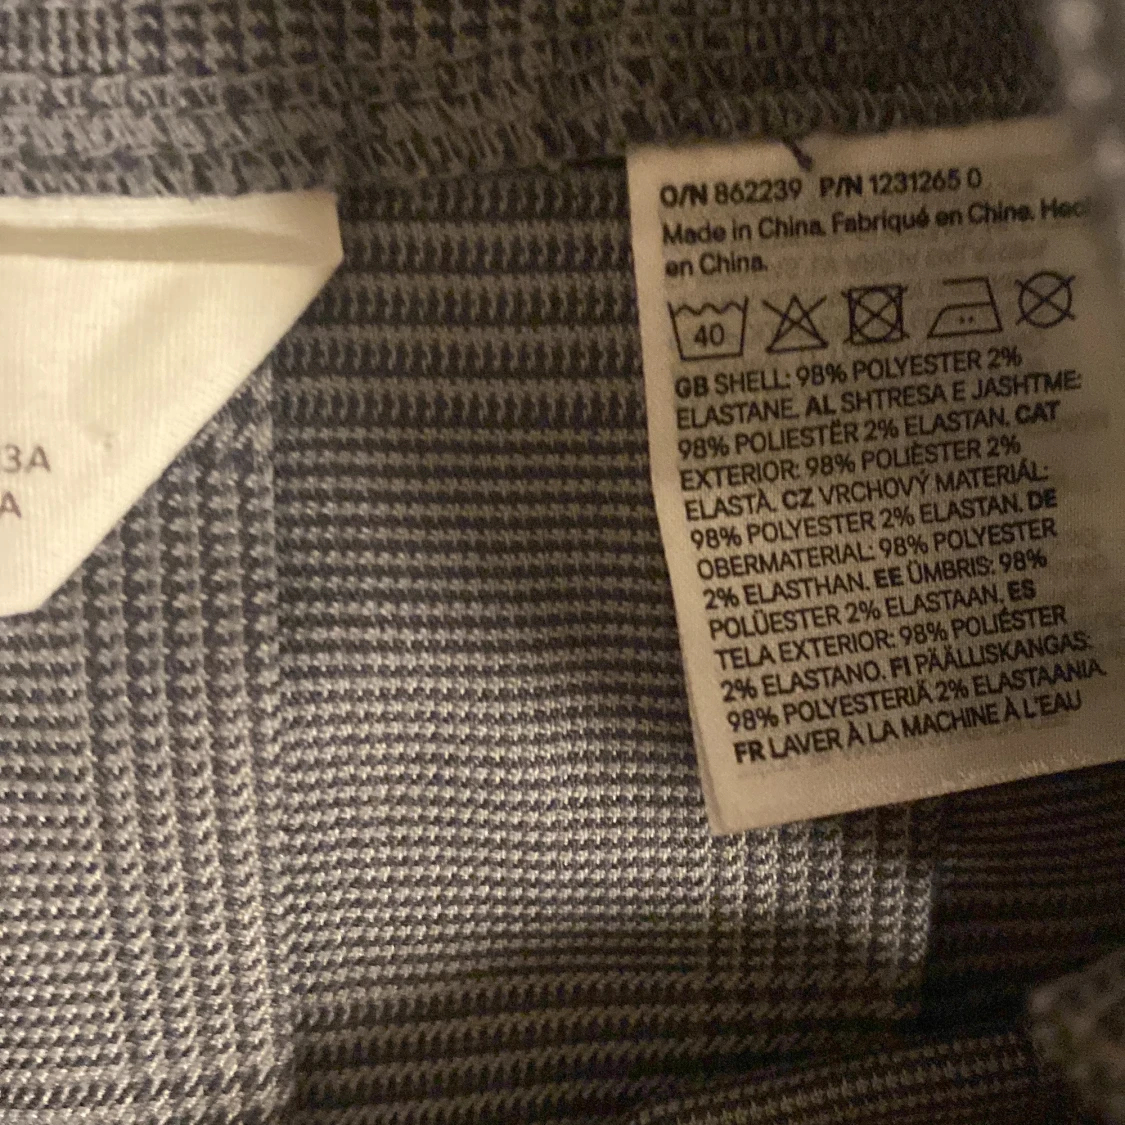 3A
A
O/N 862239 P/N 1231265 0
Made in China. Fabriqué en Chine.
en China.
40
GB SHELL: 98% POLYESTER 2%
ELASTANE. AL SHTRESA E JASHTME:
98% POLIESTËR 2% ELASTAN. CAT
EXTERIOR: 98% POLIÈSTER 2%
ELASTÀ. CZ VRCHOVÝ MATERIÁL:
98% POLYESTER 2% ELASTAN. DE
OBERMATERIAL: 98% POLYESTER
2% ELASTHAN. EE ÜMBRIS: 98%
POLÜESTER 2% ELASTAAN. ES
TELA EXTERIOR: 98% POLIÉSTER
2% ELASTANO. FI PÄÄLLISKANGAS:
98% POLYESTERIÄ 2% ELASTAANIA.
FR LAVER À LA MACHINE À L'EAU